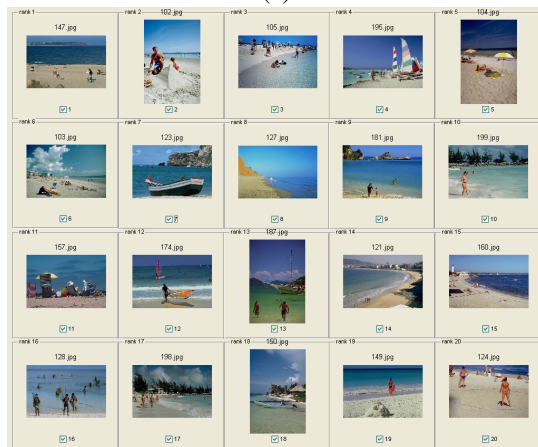 rank 1
147.jpg
1
rank 2
102.jpg
2
rank 3
105.jpg
3
rank 4
195.jpg
4
rank 5
104.jpg
5
rank 6
103.jpg
6
rank 7
123.jpg
7
rank 8
127.jpg
8
rank 9
181.jpg
9
rank 10
199.jpg
10
rank 11
157.jpg
11
rank 12
174.jpg
12
rank 13
187.jpg
13
rank 14
121.jpg
14
rank 15
160.jpg
15
rank 16
128.jpg
16
rank 17
198.jpg
17
rank 18
150.jpg
18
rank 19
149.jpg
19
rank 20
124.jpg
20